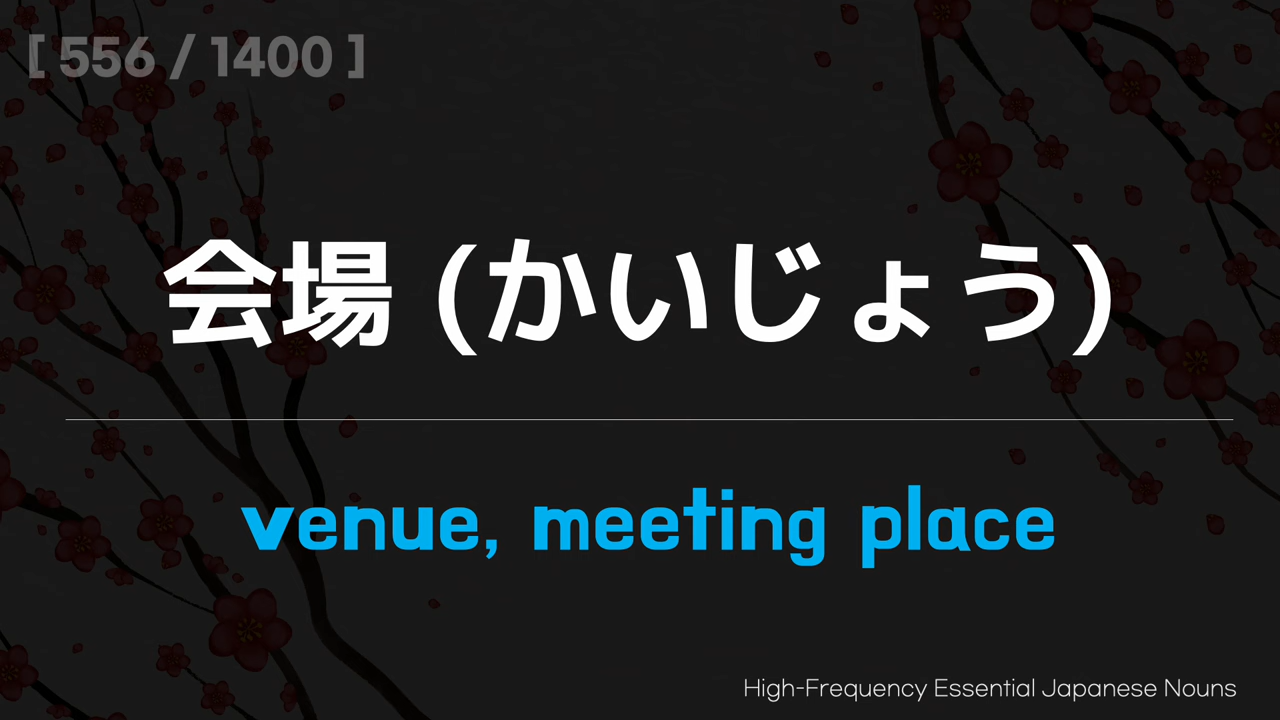 [ 556 / 1400 ]
会場 (かいじょう)
venue, meeting place
High-Frequency Essential Japanese Nouns